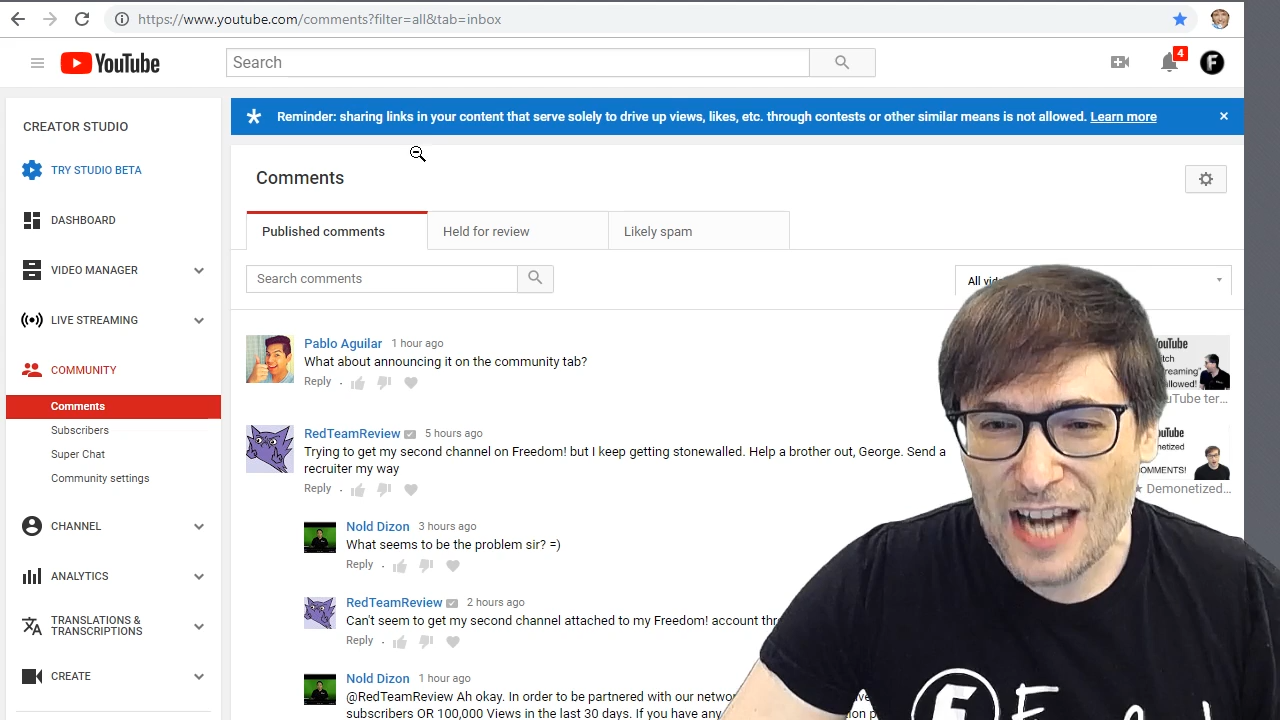 https://www.youtube.com/comments?filter=all&tab=inbox
YouTube
Search
4
F
CREATOR STUDIO
TRY STUDIO BETA
DASHBOARD
VIDEO MANAGER
LIVE STREAMING
COMMUNITY
Comments
Subscribers
Super Chat
Community settings
CHANNEL
ANALYTICS
TRANSLATIONS &
TRANSCRIPTIONS
CREATE
Reminder: sharing links in your content that serve solely to drive up views, likes, etc. through contests or other similar means is not allowed. Learn more
Comments
Published comments
Held for review
Likely spam
Search comments
All
Pablo Aguilar 1 hour ago
What about announcing it on the community tab?
Reply
RedTeamReview 5 hours ago
Trying to get my second channel on Freedom! but I keep getting stonewalled. Help a brother out, George. Send a
recruiter my way
Reply
Nold Dizon 3 hours ago
What seems to be the problem sir? =)
Reply
RedTeamReview 2 hours ago
Can't seem to get my second channel attached to my Freedom! account
Reply
Nold Dizon 1 hour ago
@RedTeamReview Ah okay. In order to be partnered with our
subscribers OR 100,000 Views in the last 30 days. If you have any
Demonetized...
F